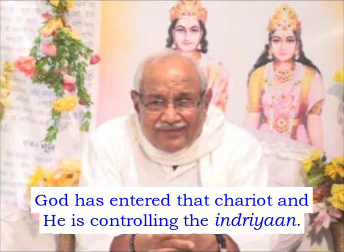 God has entered that chariot and
He is controlling the indriyaan.